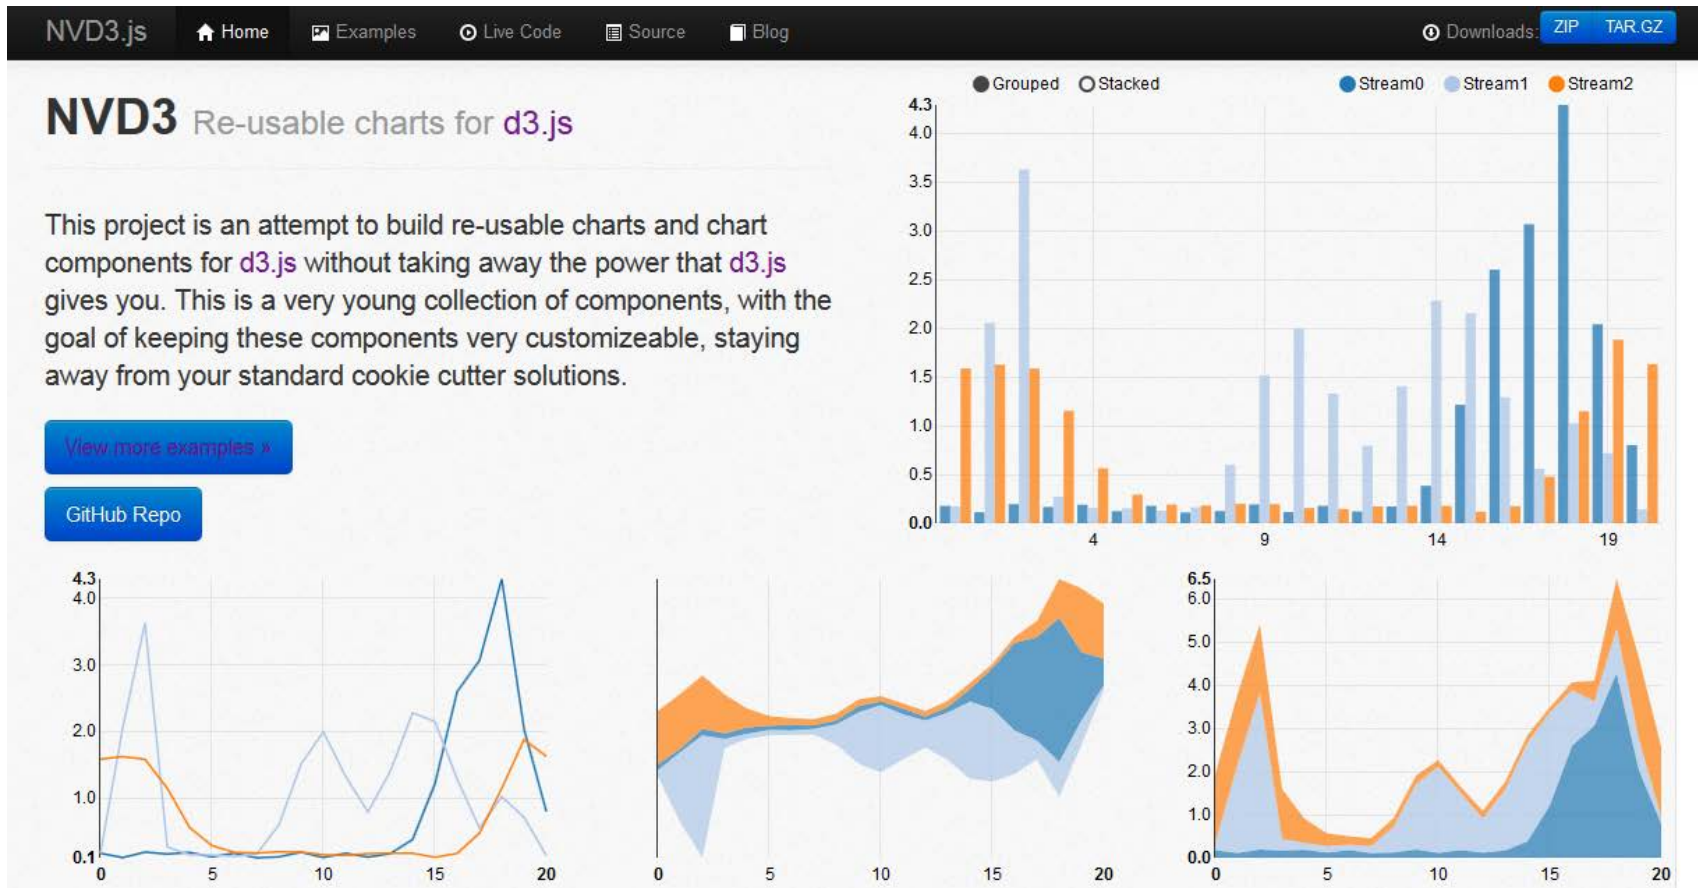 NVD3.js Home Examples Live Code Source Blog Downloads: ZIP TAR.GZ
NVD3 Re-usable charts for d3.js
This project is an attempt to build re-usable charts and chart
components for d3.js without taking away the power that d3.js
gives you. This is a very young collection of components, with the
goal of keeping these components very customizeable, staying
away from your standard cookie cutter solutions.
View more examples »
GitHub Repo
Grouped Stacked Stream0 Stream1 Stream2
4.3
4.0
3.5
3.0
2.5
2.0
1.5
1.0
0.5
0.0
4 9 14 19
4.3
4.0
3.0
2.0
1.0
0.1
0 5 10 15 20
0 5 10 15 20
6.5
6.0
5.0
4.0
3.0
2.0
1.0
0.0
0 5 10 15 20